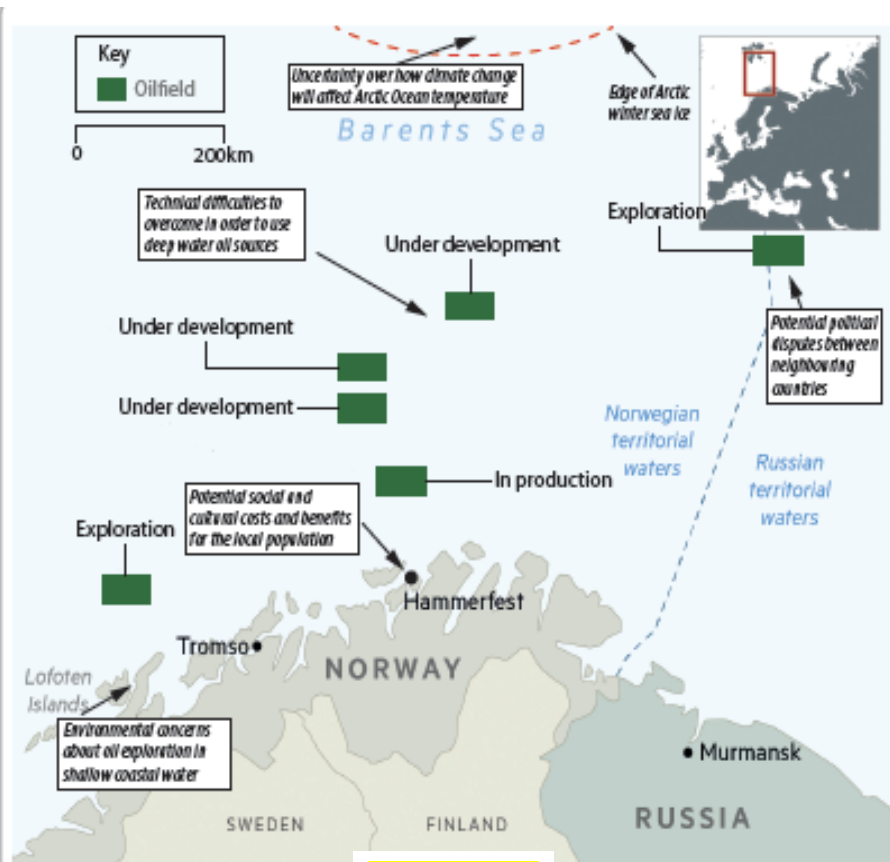 Key
Oilfield
0
200km
Uncertainty over how climate change
will affect Arctic Ocean temperature
Edge of Arctic
winter sea ice
Barents Sea
Technical difficulties to
overcome in order to use
deep water oil sources
Exploration
Under development
Potential political
disputes between
neighbouring
countries
Under development
Under development
Norwegian
territorial
waters
Russian
territorial
waters
In production
Potential social and
cultural costs and benefits
for the local population
Exploration
Hammerfest
Tromso
NORWAY
Lofoten
Islands
Environmental concerns
about oil exploration in
shallow coastal water
Murmansk
SWEDEN
FINLAND
RUSSIA